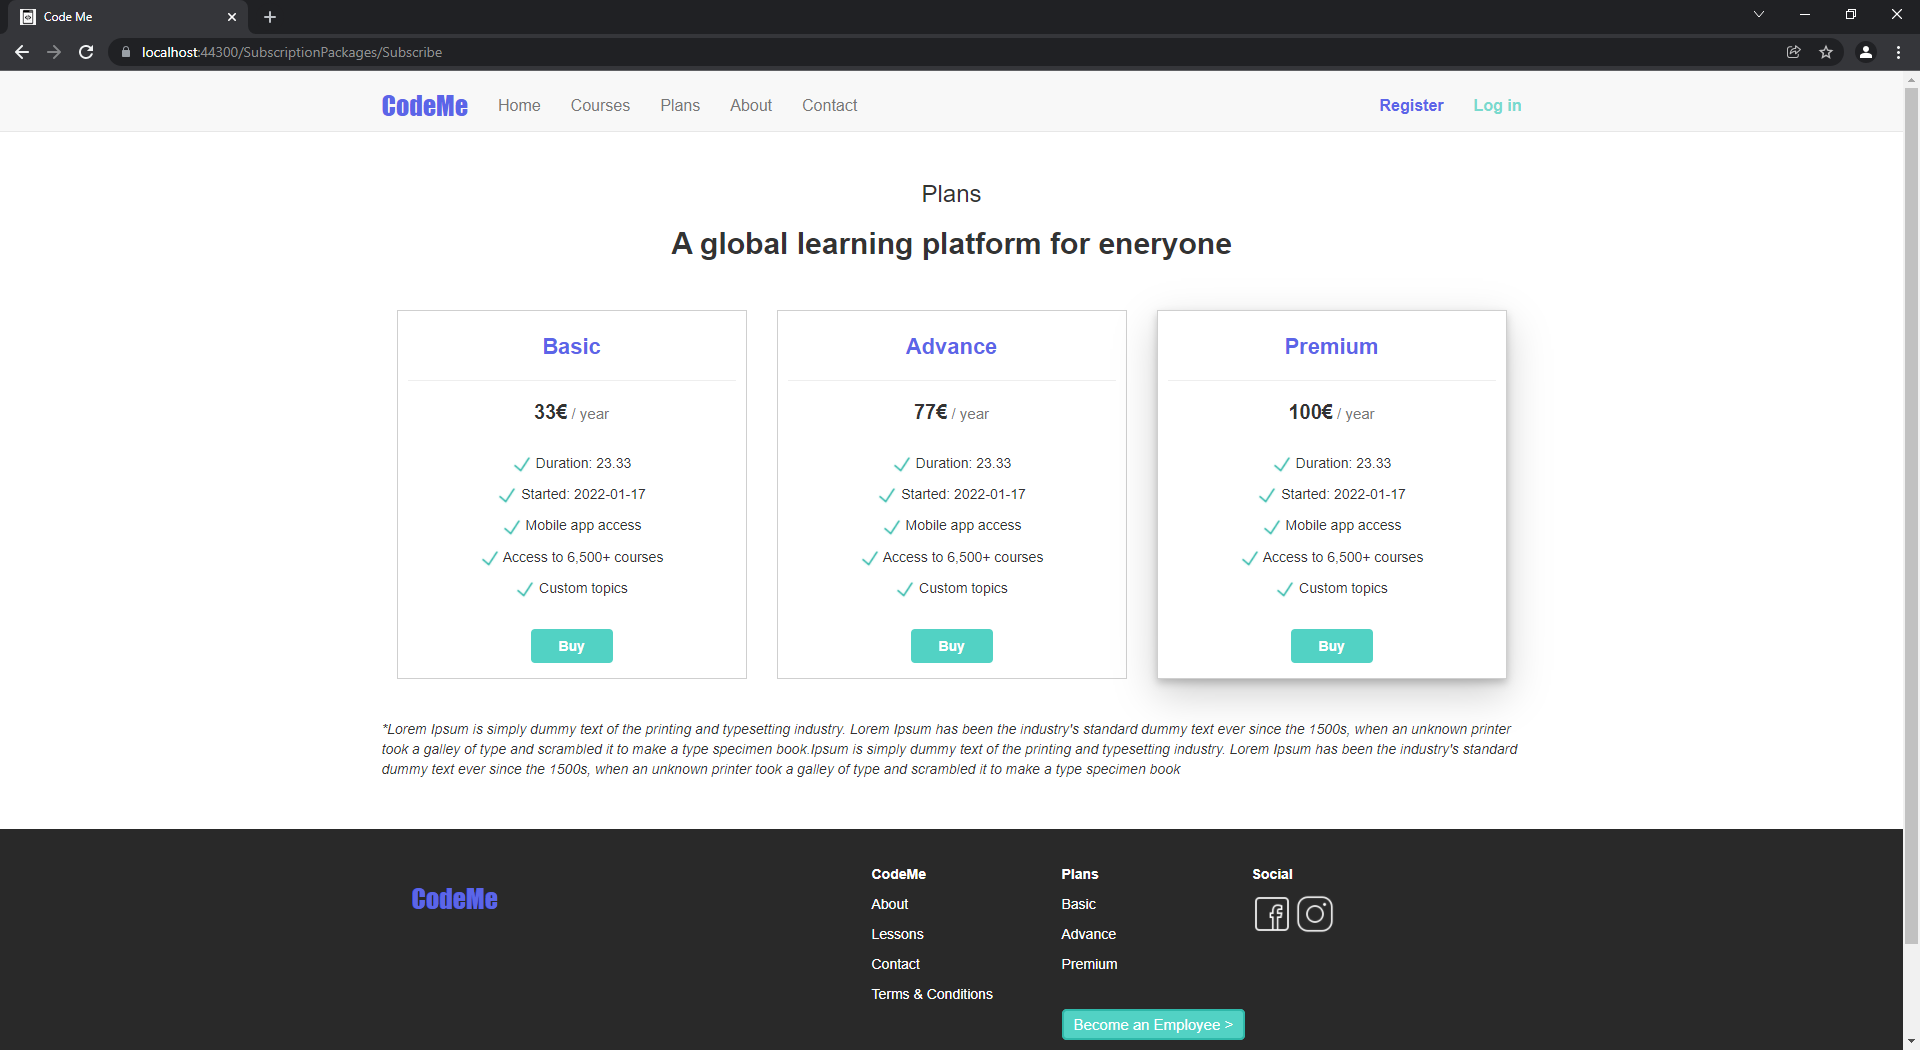 Code Me
localhost:44300/SubscriptionPackages/Subscribe
CodeMe Home Courses Plans About Contact Register Log in
Plans
A global learning platform for eneryone
Basic
33€ / year
Duration: 23.33
Started: 2022-01-17
Mobile app access
Access to 6,500+ courses
Custom topics
Buy
Advance
77€ / year
Duration: 23.33
Started: 2022-01-17
Mobile app access
Access to 6,500+ courses
Custom topics
Buy
Premium
100€ / year
Duration: 23.33
Started: 2022-01-17
Mobile app access
Access to 6,500+ courses
Custom topics
Buy
*Lorem Ipsum is simply dummy text of the printing and typesetting industry. Lorem Ipsum has been the industry's standard dummy text ever since the 1500s, when an unknown printer
took a galley of type and scrambled it to make a type specimen book.Ipsum is simply dummy text of the printing and typesetting industry. Lorem Ipsum has been the industry's standard
dummy text ever since the 1500s, when an unknown printer took a galley of type and scrambled it to make a type specimen book
CodeMe
CodeMe
About
Lessons
Contact
Terms & Conditions
Plans
Basic
Advance
Premium
Become an Employee >
Social